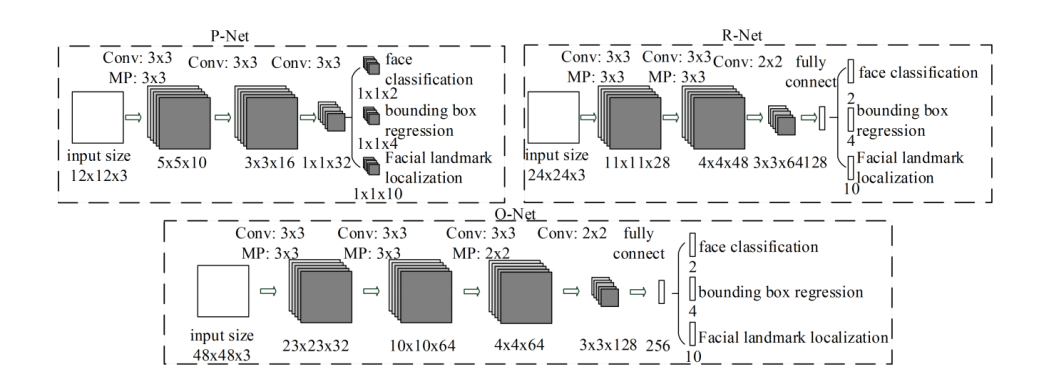 P-Net
Conv: 3x3 Conv: 3x3 Conv: 3x3
MP: 3x3
face
classification
1x1x2
bounding box
regression
1x1x4
Facial landmark
localization
1x1x10
input size
12x12x3
5x5x10
3x3x16
1x1x32
R-Net
Conv: 3x3 Conv: 3x3 Conv: 2x2 fully
MP: 3x3 MP: 3x3 connect
face classification
2
bounding box
regression
4
Facial landmark
localization
10
input size
24x24x3
11x11x28
4x4x48
3x3x64
128
O-Net
Conv: 3x3 Conv: 3x3 Conv: 3x3 Conv: 2x2 fully
MP: 3x3 MP: 3x3 MP: 2x2 connect
face classification
2
bounding box regression
4
Facial landmark localization
10
input size
48x48x3
23x23x32
10x10x64
4x4x64
3x3x128
256